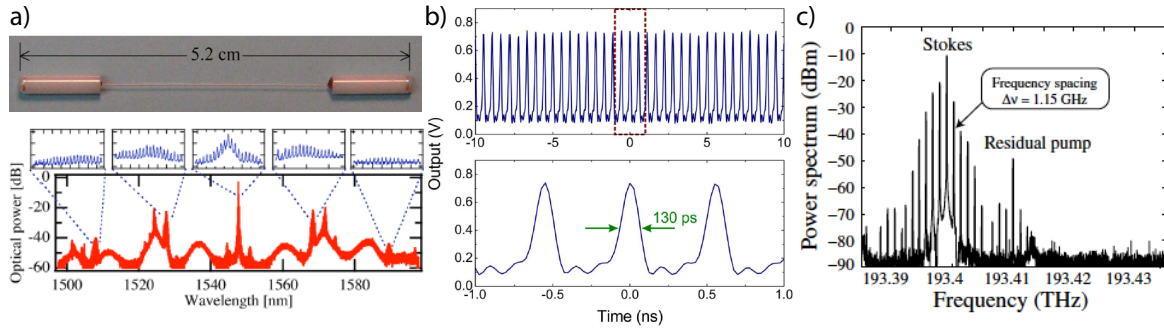 a)
5.2 cm
Optical power [dB]
0
-20
-40
-60
1500
1520
1540
1560
1580
Wavelength [nm]
b)
Output (V)
0.8
0.6
0.4
0.2
0.0
-10
-5
0
5
10
0.8
0.6
0.4
0.2
0.0
130 ps
-1.0
-0.5
0.0
0.5
1.0
Time (ns)
c)
Power spectrum (dBm)
0
−10
−20
−30
−40
−50
−60
−70
−80
−90
Stokes
Frequency spacing
Δν = 1.15 GHz
Residual pump
193.39
193.4
193.41
193.42
193.43
Frequency (THz)